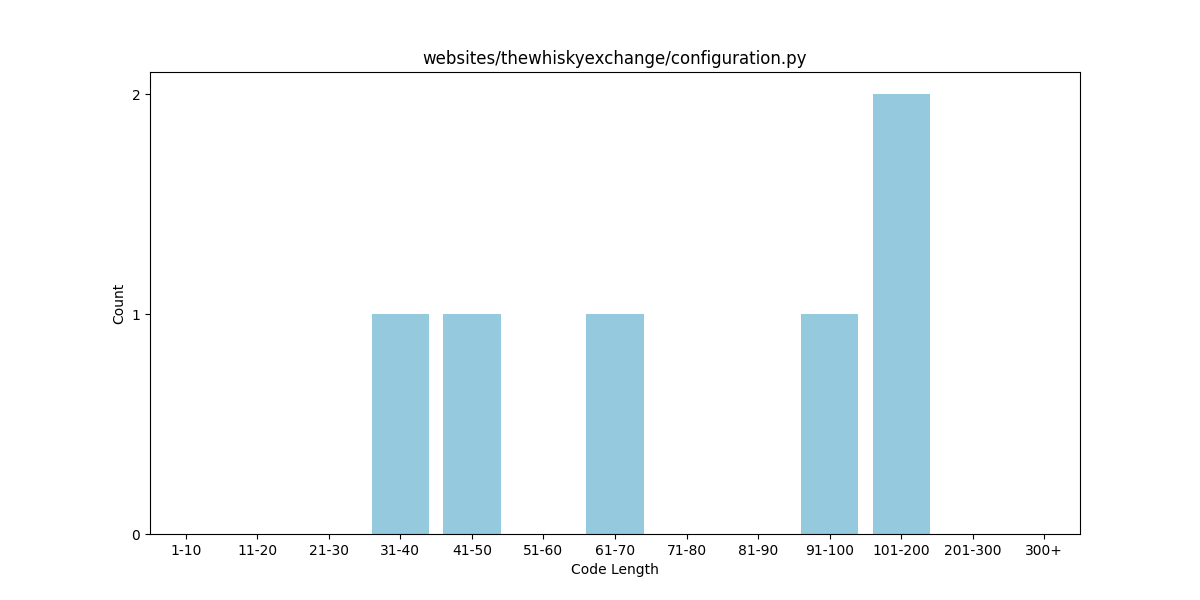 websites/thewhiskyexchange/configuration.py
2
1
0
Count
1-10 11-20 21-30 31-40 41-50 51-60 61-70 71-80 81-90 91-100 101-200 201-300 300+
Code Length